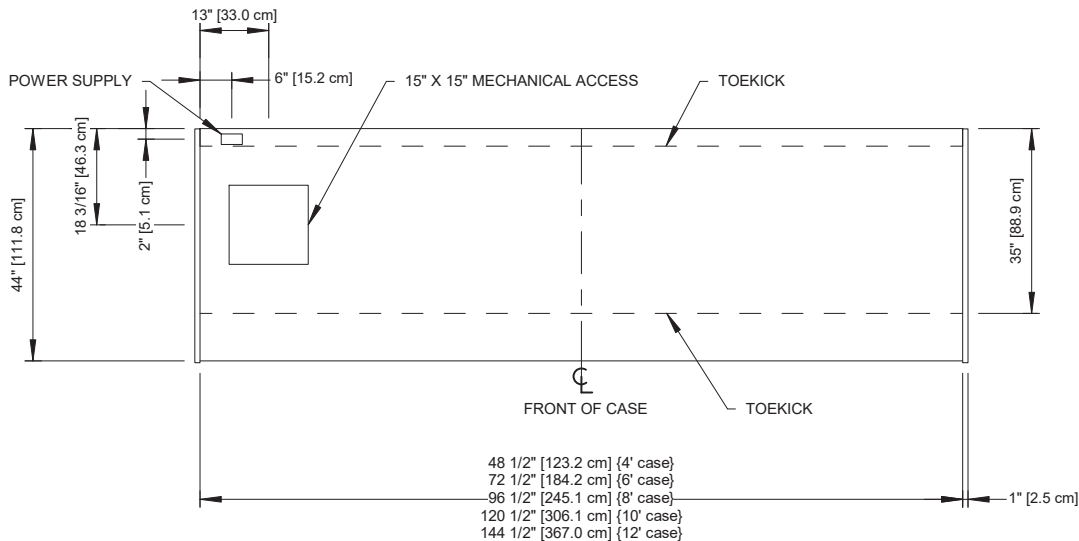 13" [33.0 cm]
POWER SUPPLY
6" [15.2 cm]
15" X 15" MECHANICAL ACCESS
TOEKICK
44" [111.8 cm]
18 3/16" [46.3 cm]
2" [5.1 cm]
35" [88.9 cm]
CL
FRONT OF CASE
TOEKICK
48 1/2" [123.2 cm] {4' case}
72 1/2" [184.2 cm] {6' case}
96 1/2" [245.1 cm] {8' case}
1" [2.5 cm]
120 1/2" [306.1 cm] {10' case}
144 1/2" [367.0 cm] {12' case}